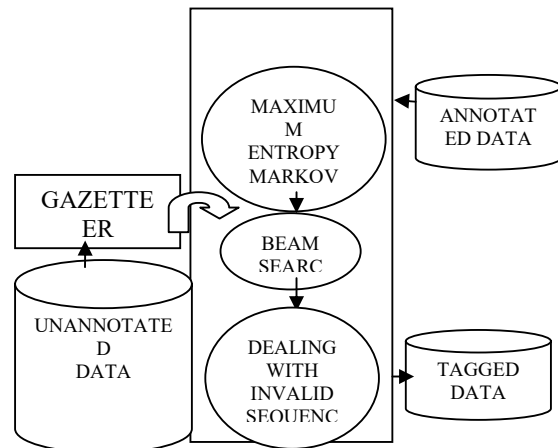 MAXIMU
M
ENTROPY
MARKOV
ANNOTAT
ED DATA
GAZETTE
ER
BEAM
SEARC
UNANNOTATE
D
DATA
DEALING
WITH
INVALID
SEQUENC
TAGGED
DATA